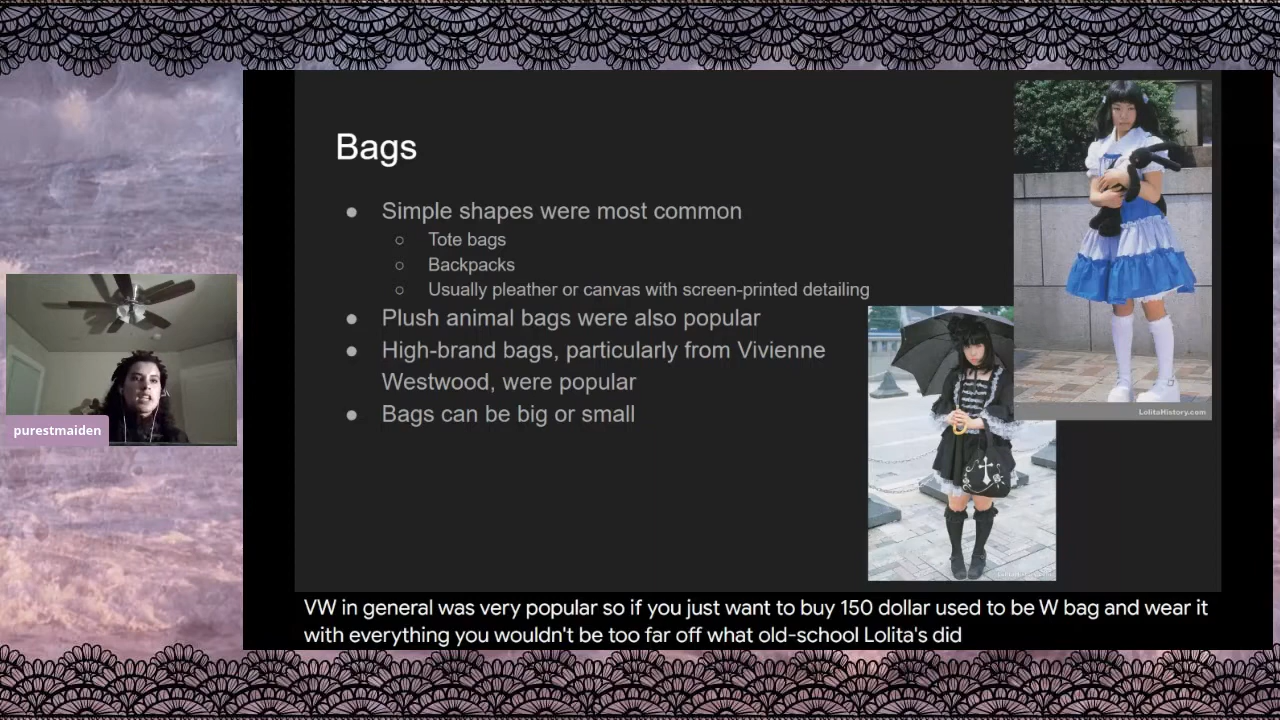 Bags
● Simple shapes were most common
○ Tote bags
○ Backpacks
○ Usually pleather or canvas with screen-printed detailing
● Plush animal bags were also popular
● High-brand bags, particularly from Vivienne
Westwood, were popular
● Bags can be big or small
LolitaHistory.com
purestmaiden
VW in general was very popular so if you just want to buy 150 dollar used to be W bag and wear it
with everything you wouldn't be too far off what old-school Lolita's did